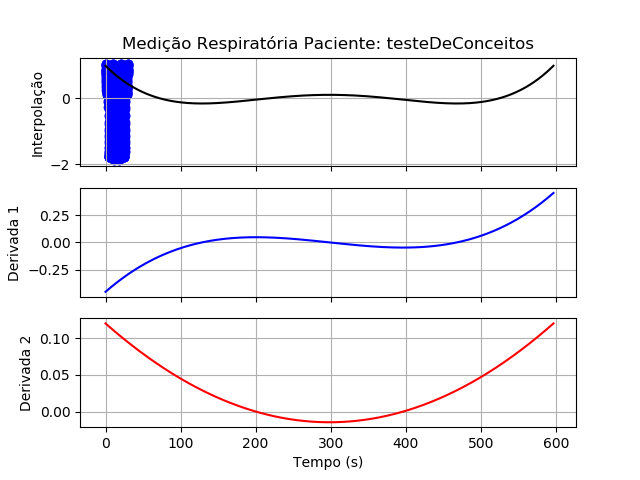 Medição Respiratória Paciente: testeDeConceitos
Interpolação
0
−2
Derivada 1
0.25
0.00
−0.25
Derivada 2
0.10
0.05
0.00
0 100 200 300 400 500 600
Tempo (s)